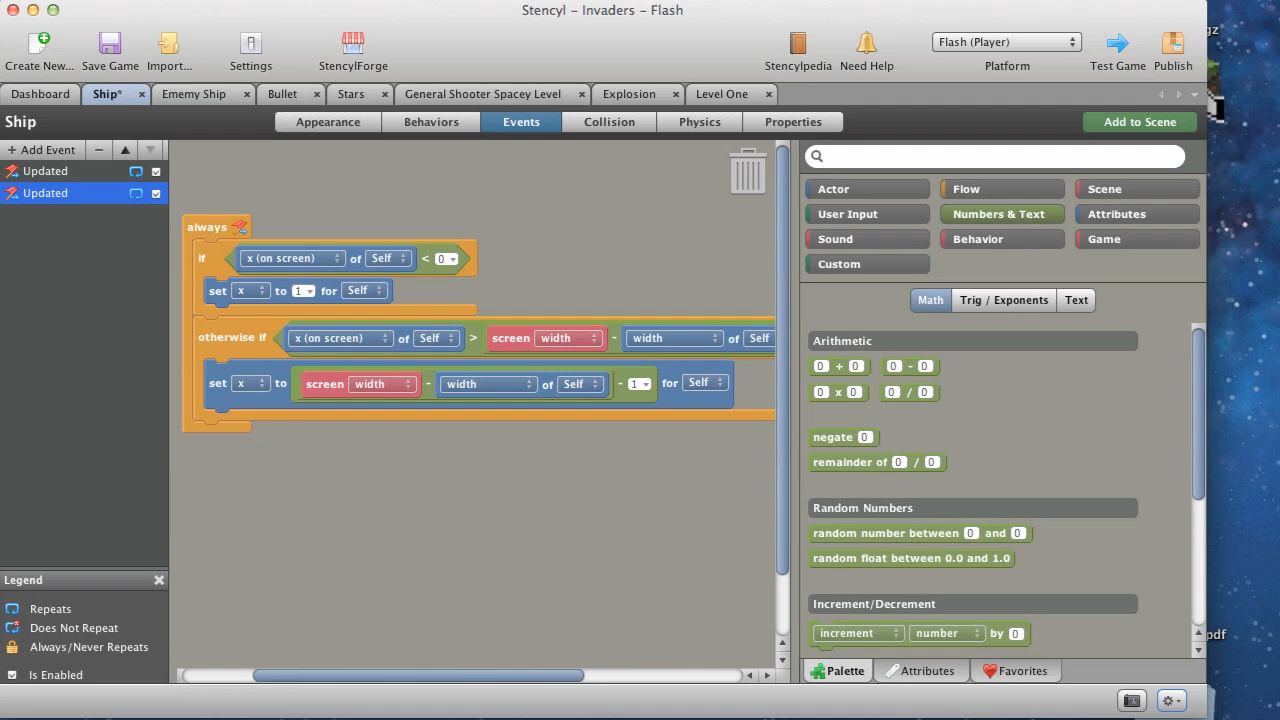 Stencyl – Invaders – Flash
Create New... Save Game Import... Settings StencylForge Stencylpedia Need Help Flash (Player) Platform Test Game Publish
Dashboard Ship* Enemy Ship Bullet Stars General Shooter Spacey Level Explosion Level One
Ship Appearance Behaviors Events Collision Physics Properties Add to Scene
+ Add Event
Updated
Updated
always
if x (on screen) of Self < 0
set x to 1 for Self
otherwise if x (on screen) of Self > screen width - width of Self
set x to screen width - width of Self - 1 for Self
Actor Flow Scene
User Input Numbers & Text Attributes
Sound Behavior Game
Custom
Math Trig / Exponents Text
Arithmetic
0 + 0 0 - 0
0 x 0 0 / 0
negate 0
remainder of 0 / 0
Random Numbers
random number between 0 and 0
random float between 0.0 and 1.0
Increment/Decrement
increment number by 0
Palette Attributes Favorites
Legend
Repeats
Does Not Repeat
Always/Never Repeats
Is Enabled
gz
pdf